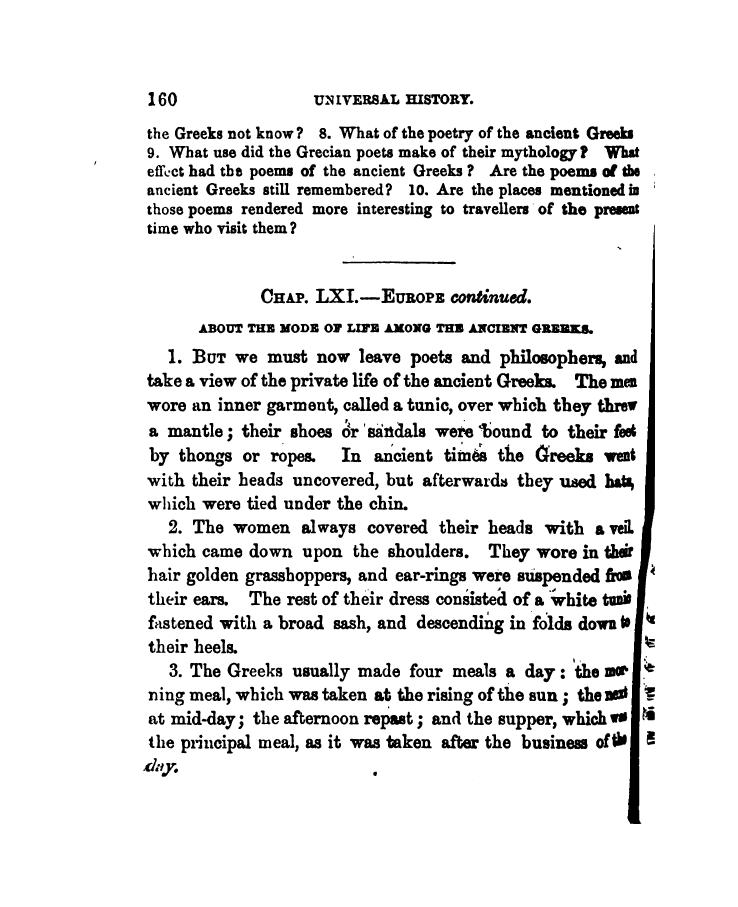 160 UNIVERSAL HISTORY.
the Greeks not know? 8. What of the poetry of the ancient Greeks
9. What use did the Grecian poets make of their mythology? What
effect had the poems of the ancient Greeks? Are the poems of the
ancient Greeks still remembered? 10. Are the places mentioned in
those poems rendered more interesting to travellers of the present
time who visit them?
CHAP. LXI.—EUROPE continued.
ABOUT THE MODE OF LIFE AMONG THE ANCIENT GREEKS.
1. BUT we must now leave poets and philosophers, and
take a view of the private life of the ancient Greeks. The men
wore an inner garment, called a tunic, over which they threw
a mantle; their shoes or sandals were bound to their feet
by thongs or ropes. In ancient times the Greeks went
with their heads uncovered, but afterwards they used hats,
which were tied under the chin.
2. The women always covered their heads with a veil
which came down upon the shoulders. They wore in their
hair golden grasshoppers, and ear-rings were suspended from
their ears. The rest of their dress consisted of a white tunic
fastened with a broad sash, and descending in folds down to
their heels.
3. The Greeks usually made four meals a day: the mor-
ning meal, which was taken at the rising of the sun; the next
at mid-day; the afternoon repast; and the supper, which was
the principal meal, as it was taken after the business of the
day.